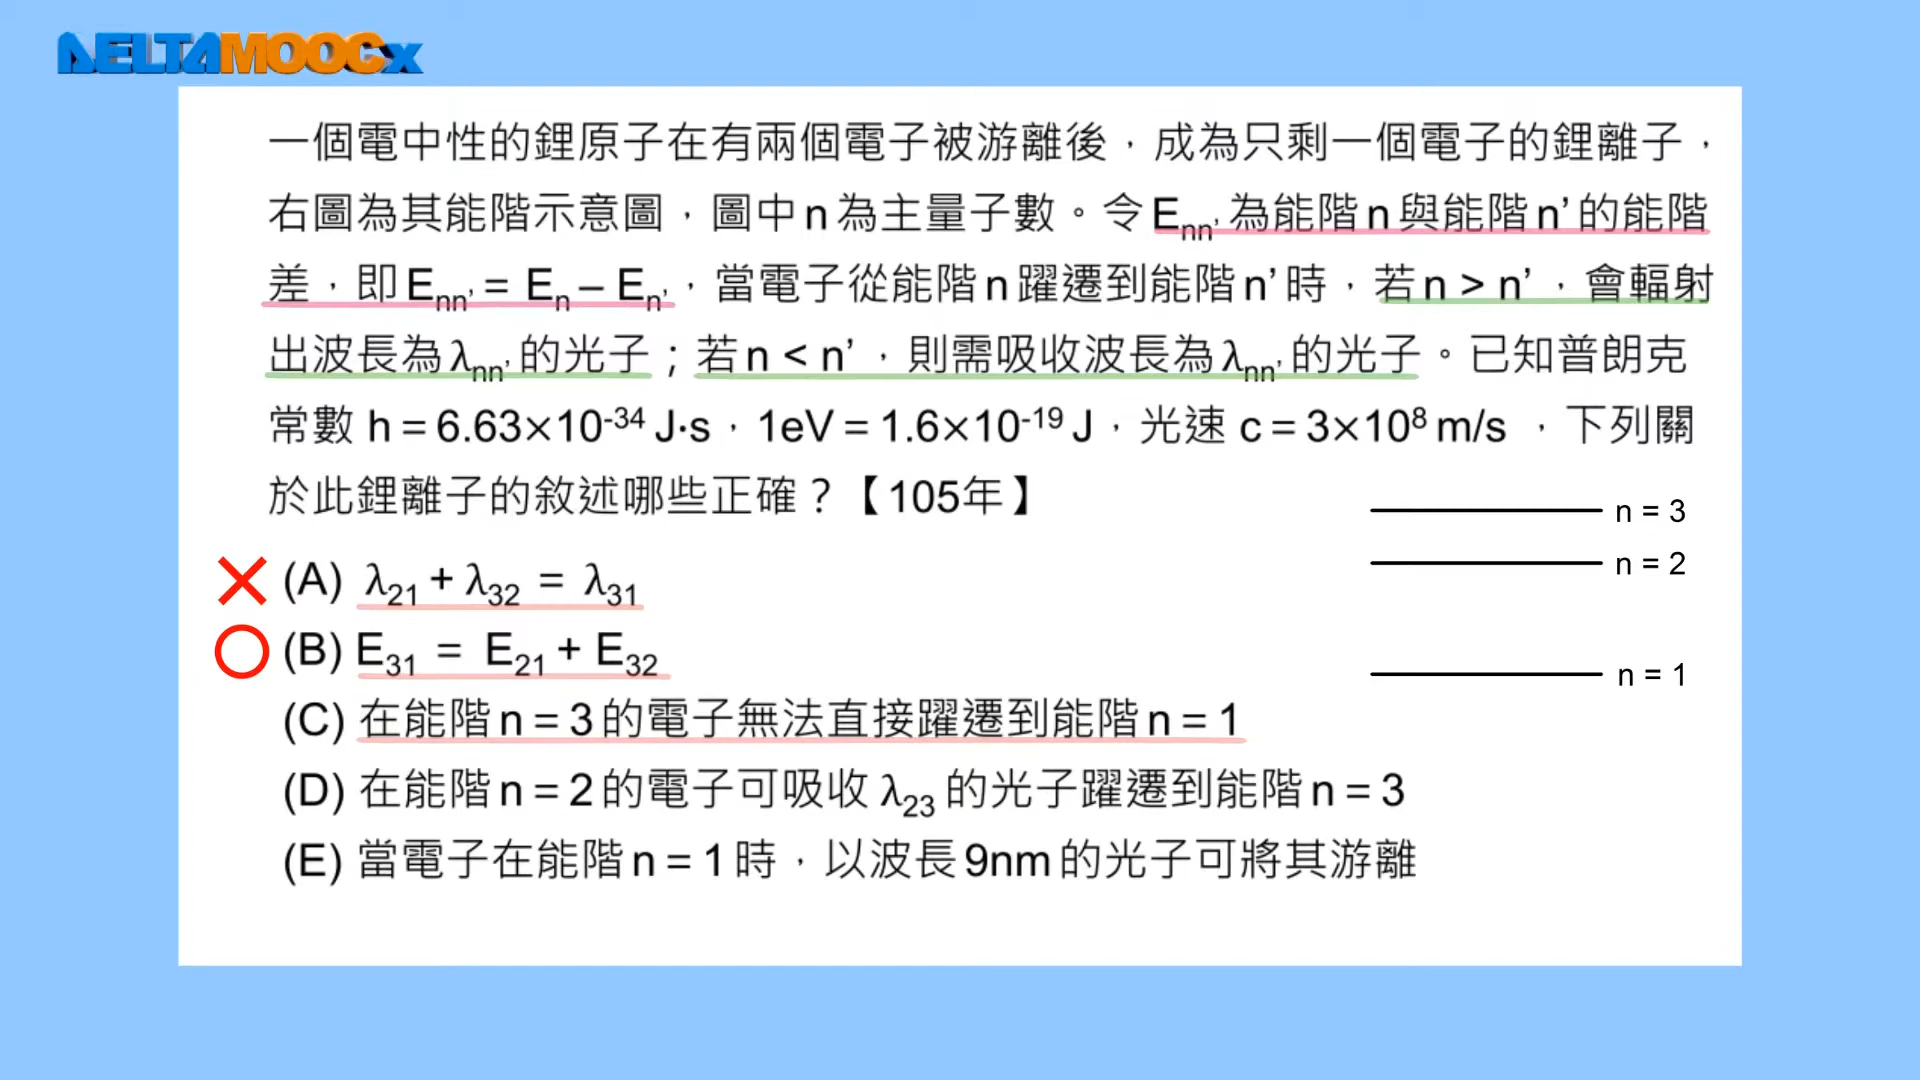 DELTAMOOCx
一個電中性的鋰原子在有兩個電子被游離後，成為只剩一個電子的鋰離子，
右圖為其能階示意圖，圖中n為主量子數。令Enn'為能階n與能階n’的能階
差，即Enn' = En – En'，當電子從能階n躍遷到能階n’時，若n > n’，會輻射
出波長為λnn'的光子；若n < n’，則需吸收波長為λnn'的光子。已知普朗克
常數 h = 6.63×10-34 J·s，1eV = 1.6×10-19 J，光速 c = 3×108 m/s ，下列關
於此鋰離子的敘述哪些正確？【105年】
n = 3
n = 2
n = 1
(A) λ21 + λ32 = λ31
(B) E31 = E21 + E32
(C) 在能階n = 3的電子無法直接躍遷到能階n = 1
(D) 在能階n = 2的電子可吸收 λ23 的光子躍遷到能階n = 3
(E) 當電子在能階n = 1時，以波長9nm的光子可將其游離